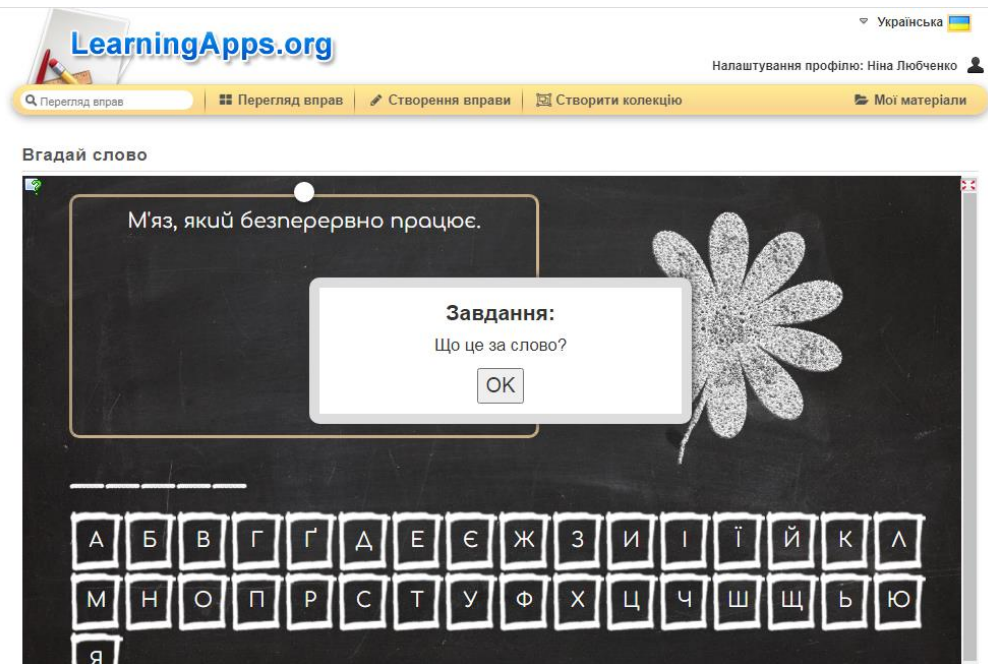 Українська
LearningApps.org
Налаштування профілю: Ніна Любченко
Перегляд вправ
Перегляд вправ
Створення вправи
Створити колекцію
Мої матеріали
Вгадай слово
М'яз, який безперервно працює.
Завдання:
Що це за слово?
OK
А Б В Г Ґ Д Е Є Ж З И І Ї Й К Л
М Н О П Р С Т У Ф Х Ц Ч Ш Щ Ь Ю
Я